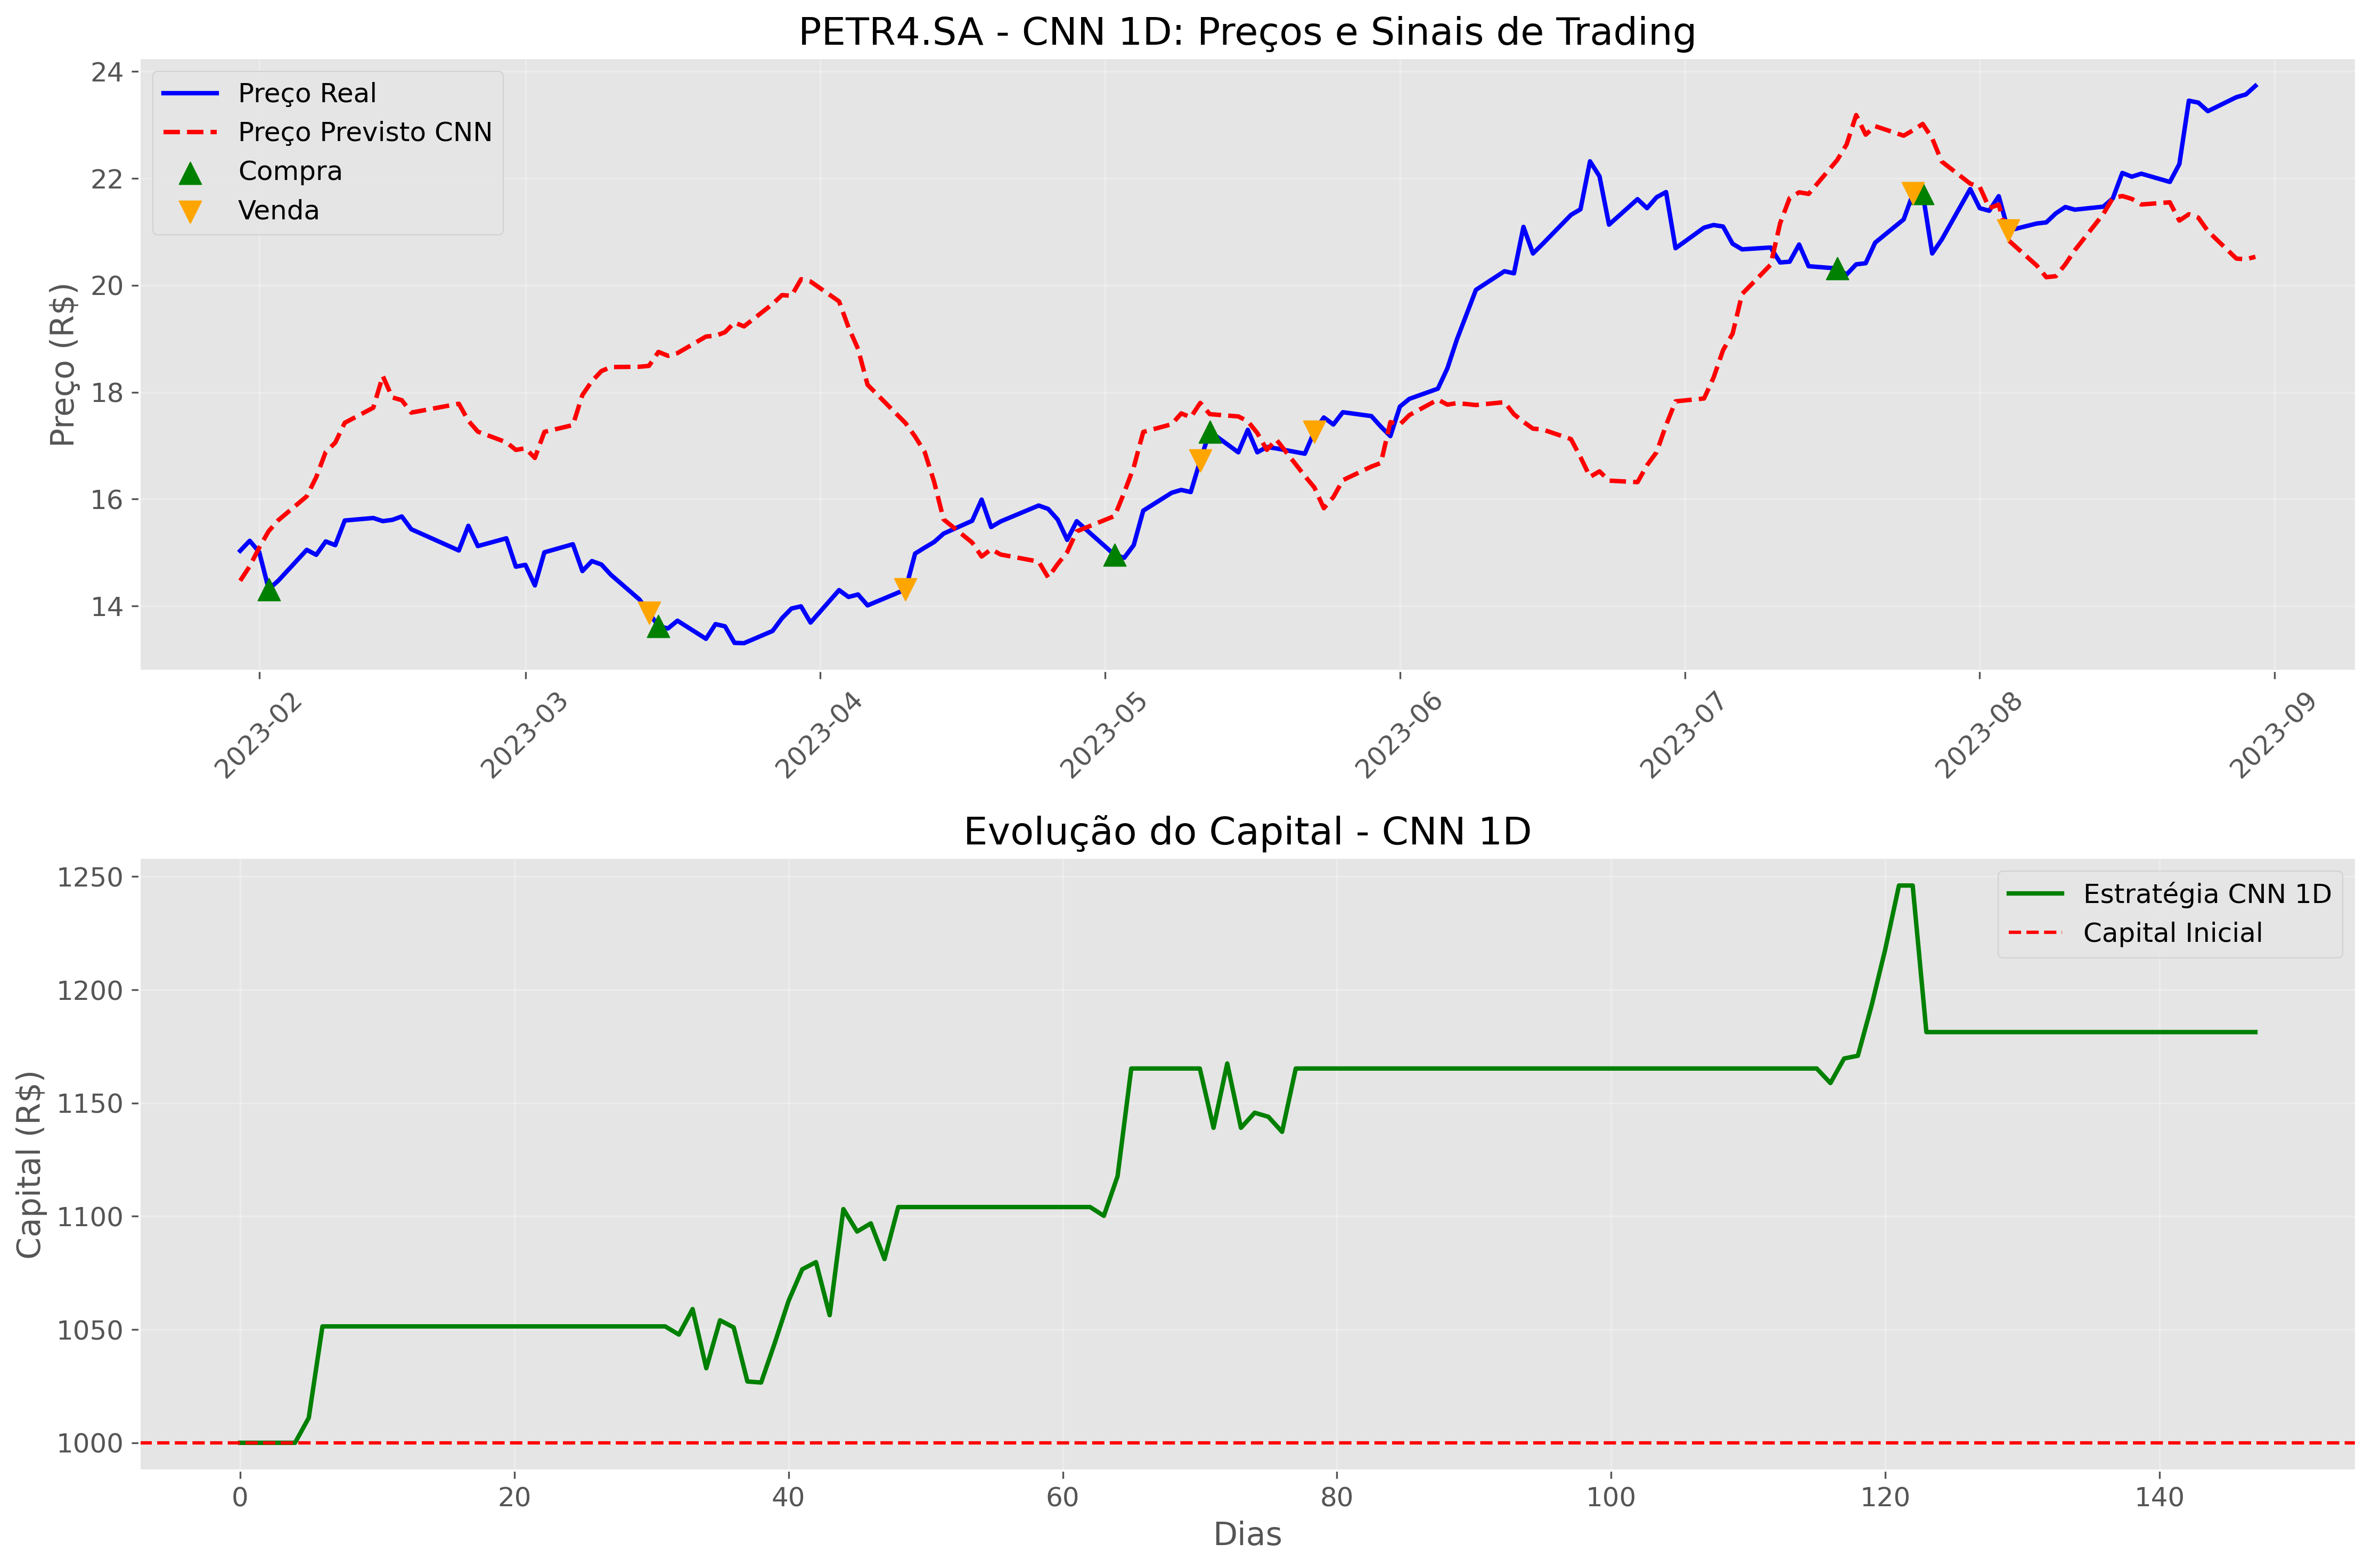 PETR4.SA - CNN 1D: Preços e Sinais de Trading
Preço (R$)
24
22
20
18
16
14
Preço Real
Preço Previsto CNN
Compra
Venda
2023-02
2023-03
2023-04
2023-05
2023-06
2023-07
2023-08
2023-09
Evolução do Capital - CNN 1D
Capital (R$)
1250
1200
1150
1100
1050
1000
Estratégia CNN 1D
Capital Inicial
0
20
40
60
80
100
120
140
Dias